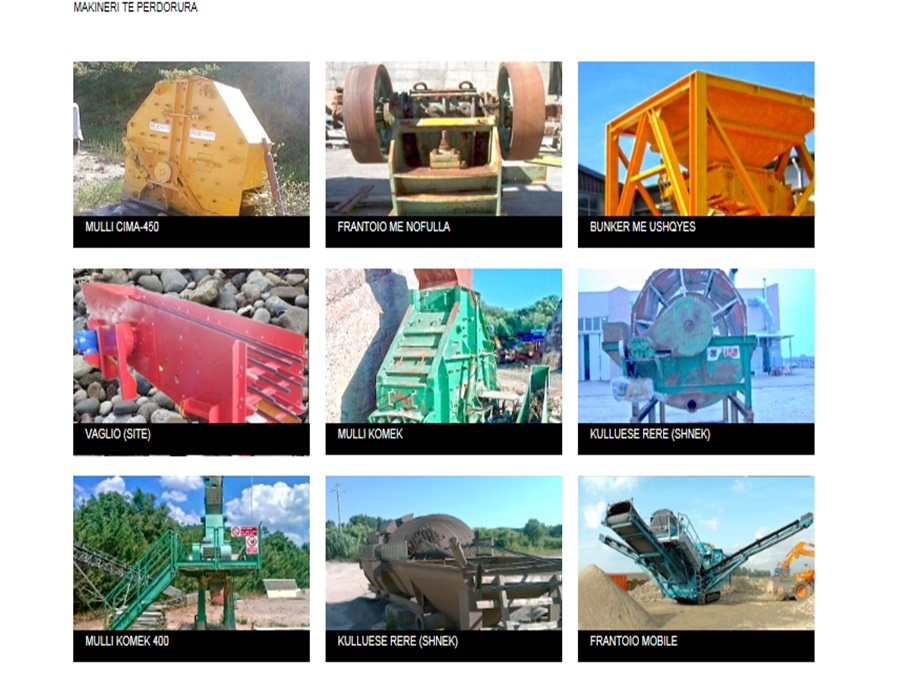 MAKINERI TE PERDORURA
MULLI CIMA-450
FRANTOIO ME NOFULLA
BUNKER ME USHQYES
VAGLIO (SITE)
MULLI KOMEK
KULLUESE RERE (SHNEK)
MULLI KOMEK 400
KULLUESE RERE (SHNEK)
FRANTOIO MOBILE